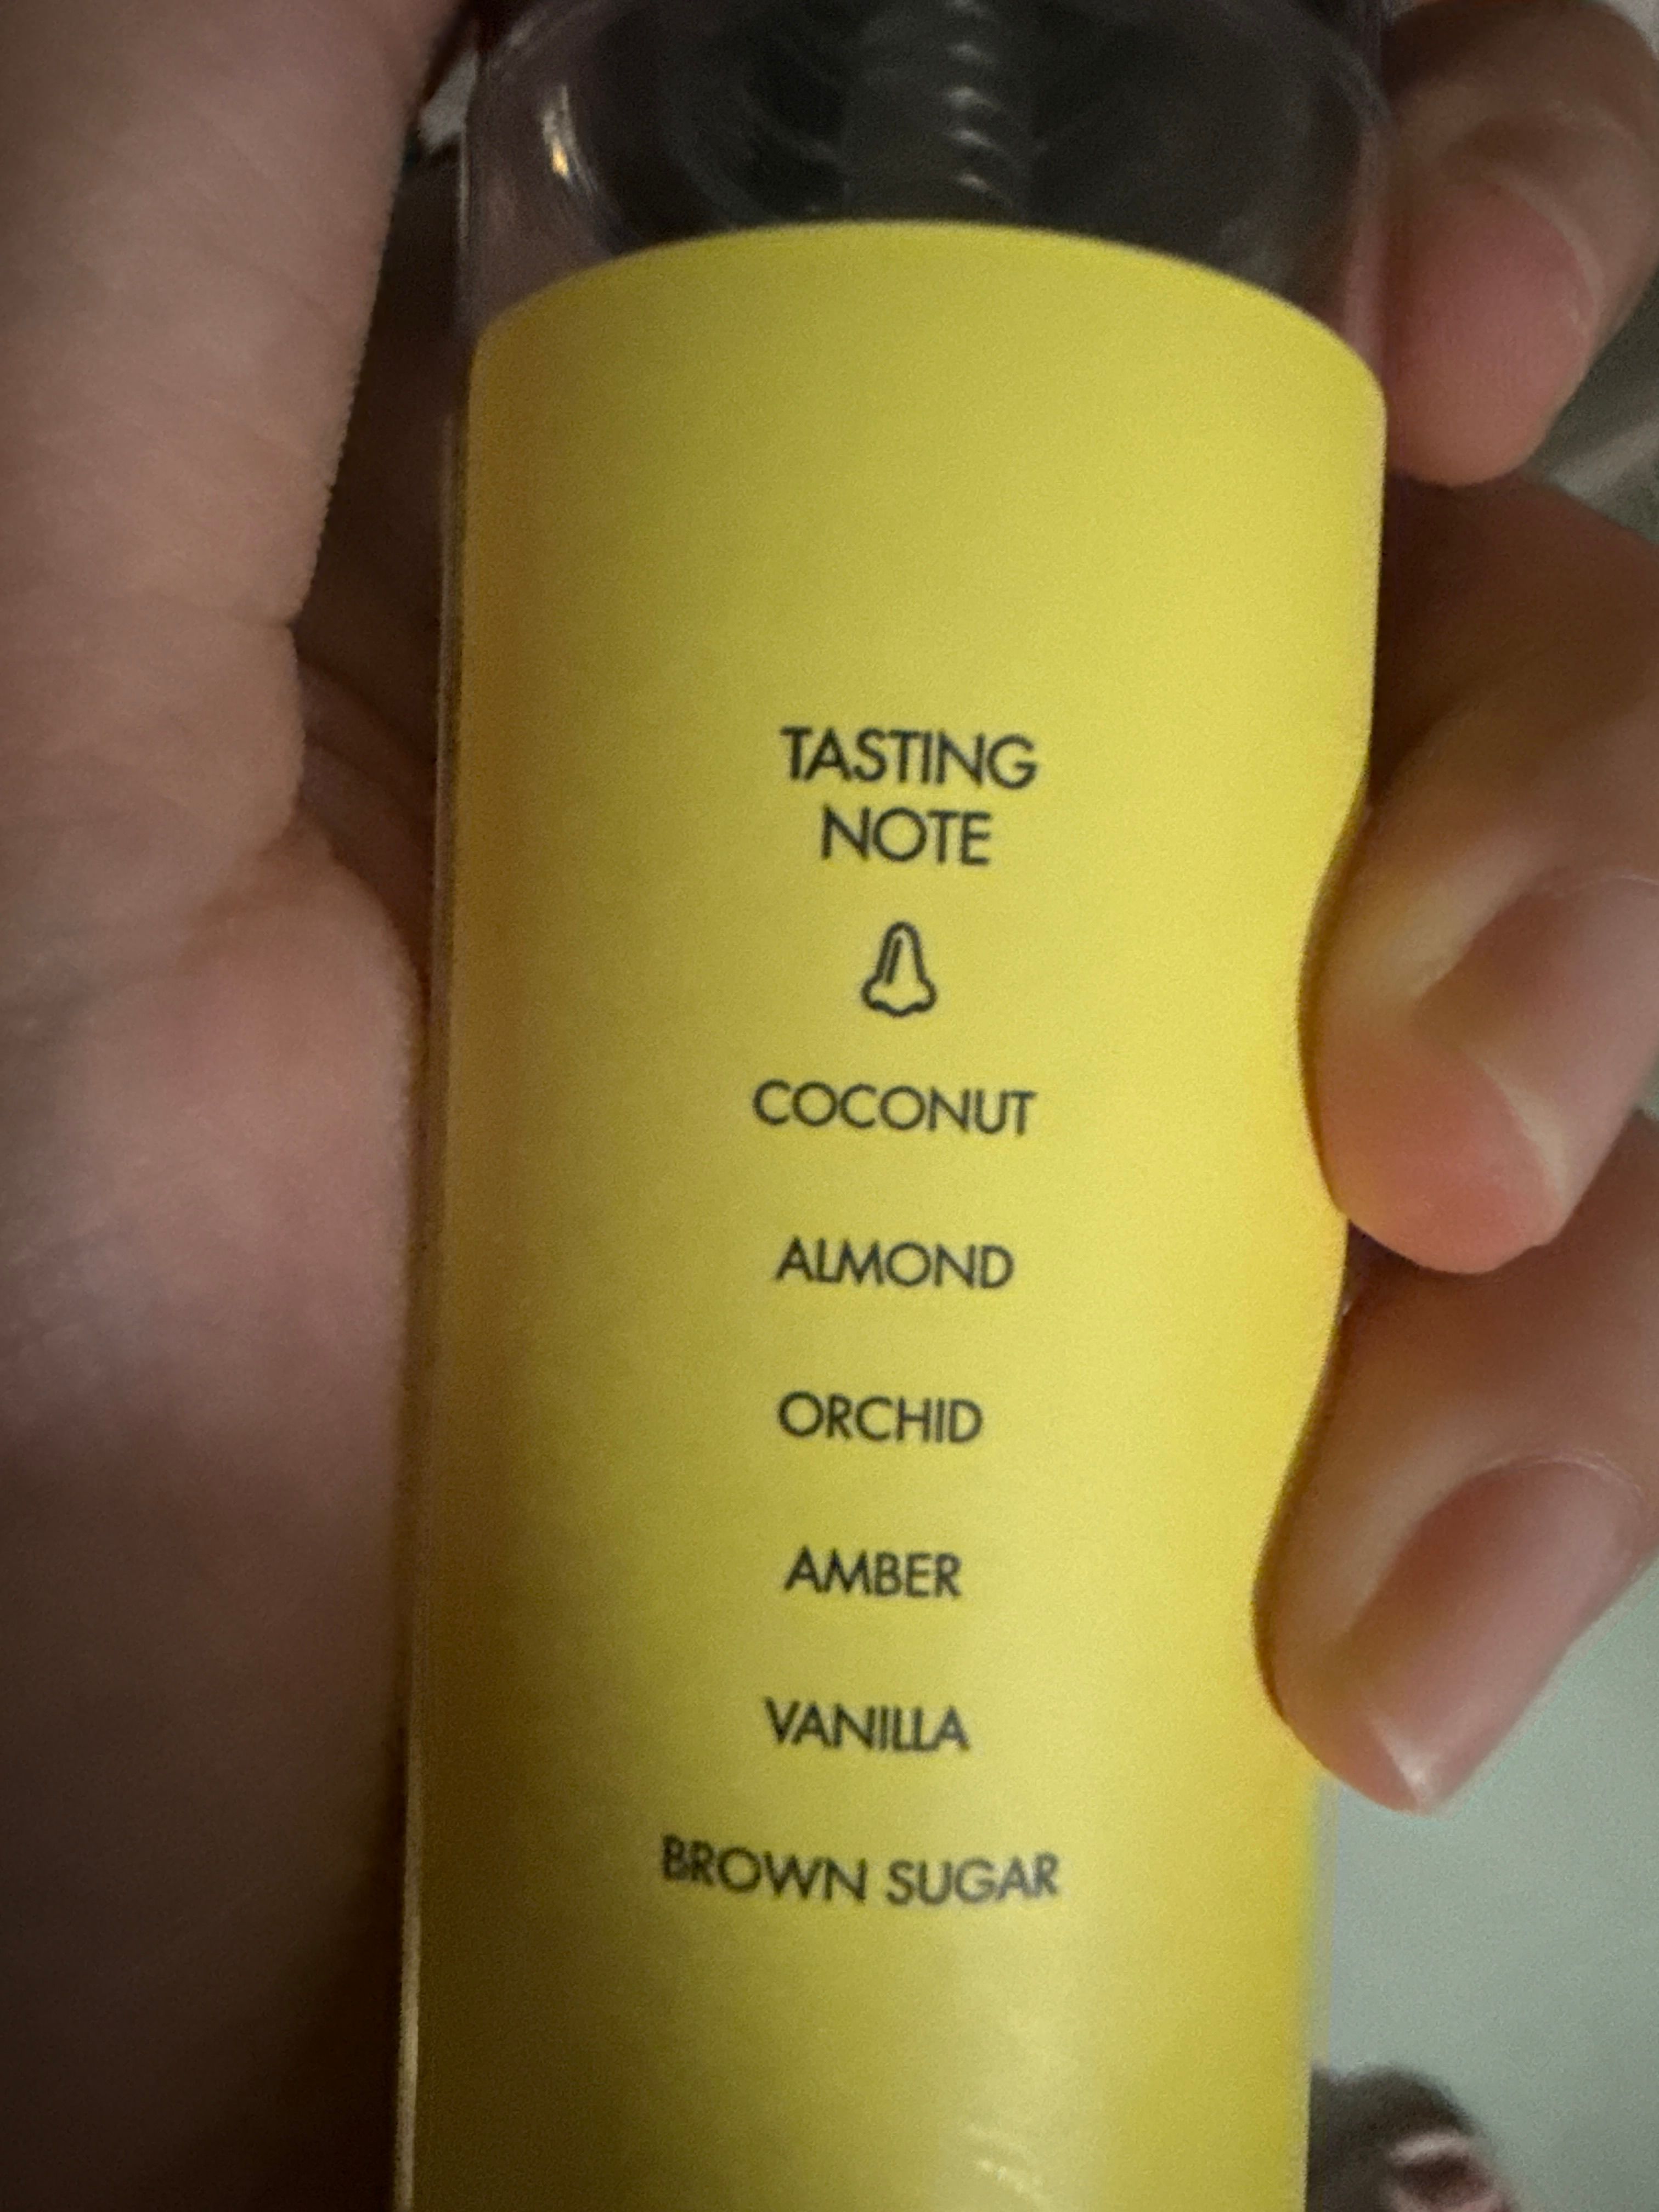 TASTING
NOTE
COCONUT
ALMOND
ORCHID
AMBER
VANILLA
BROWN SUGAR